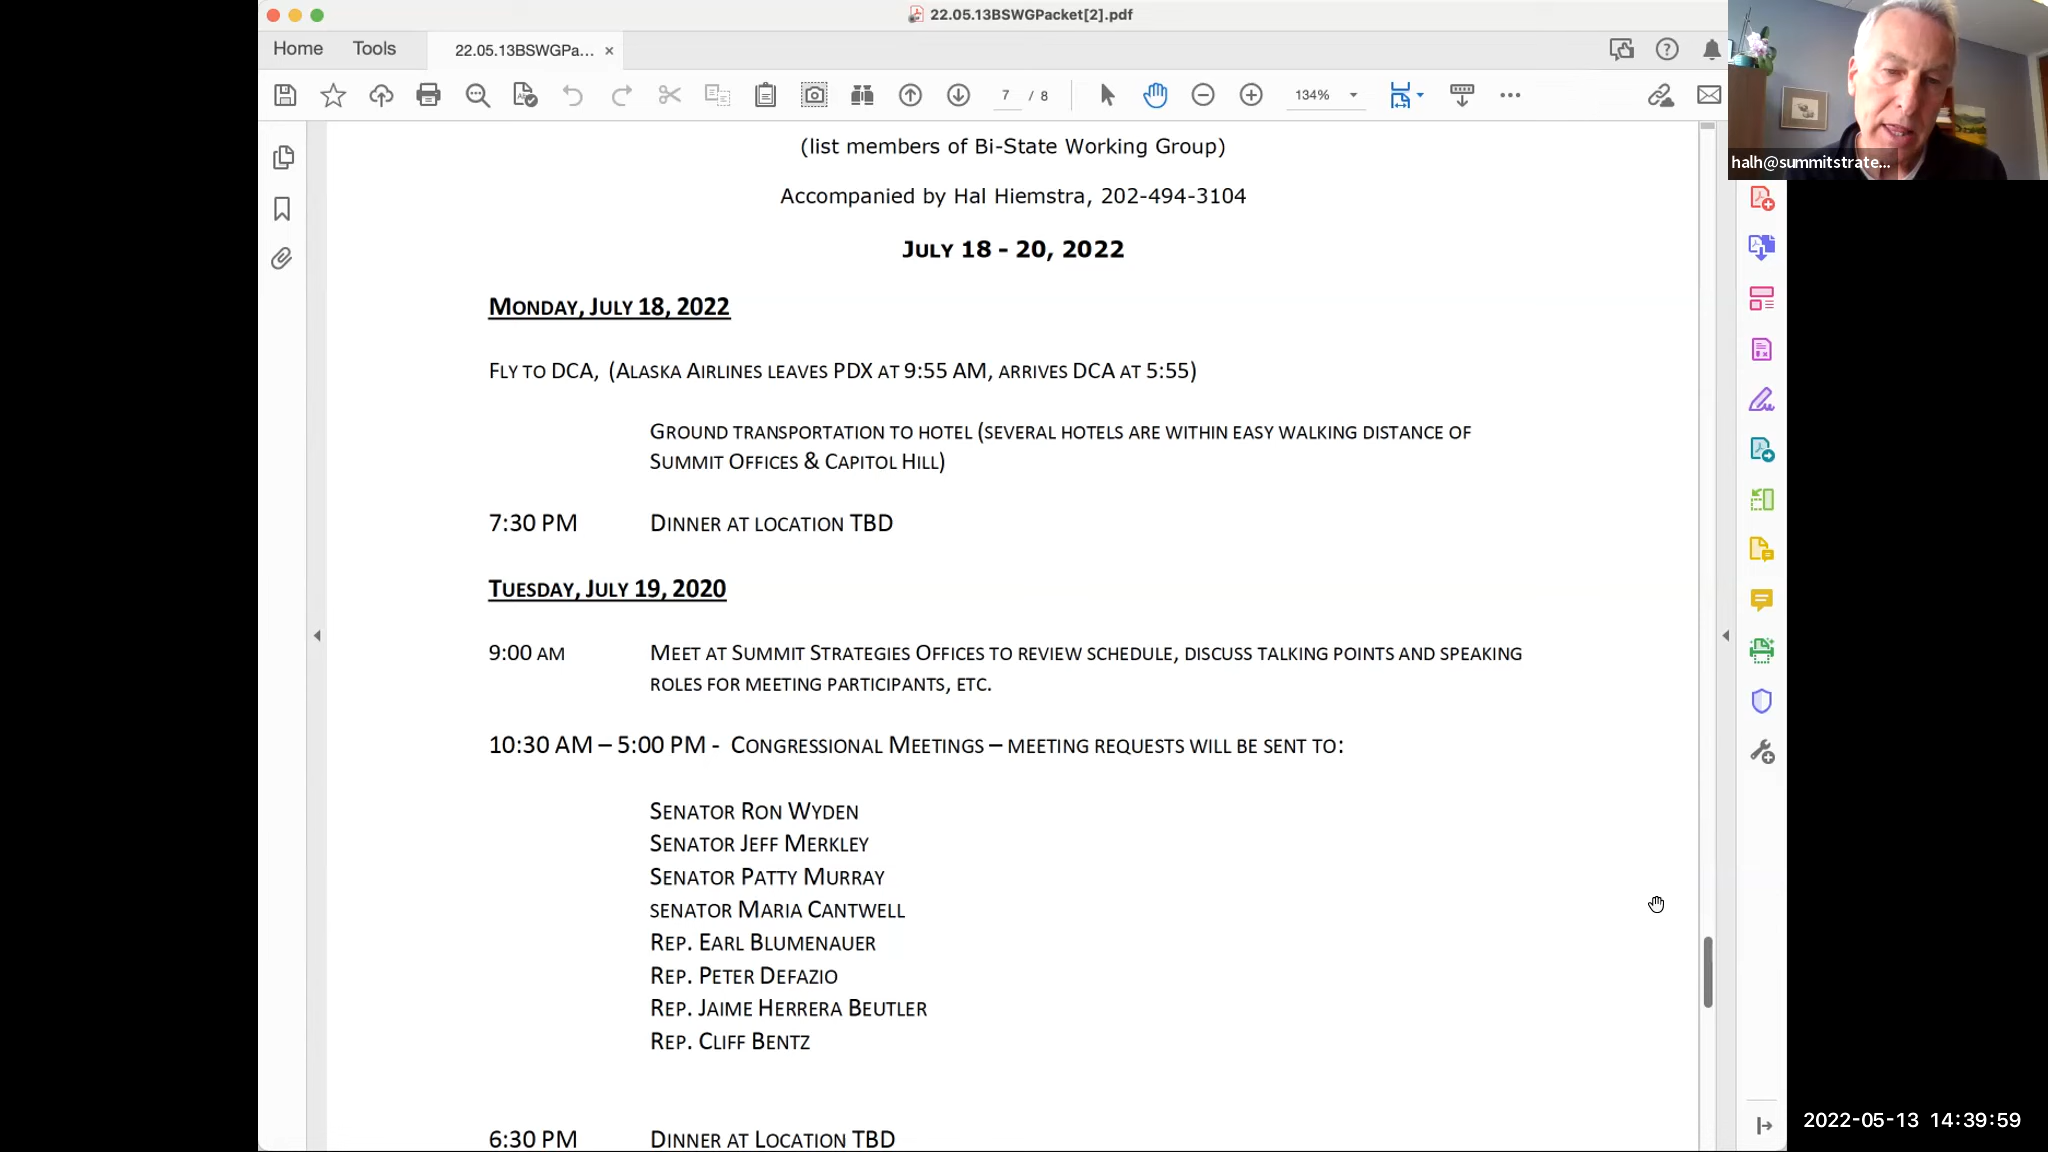 22.05.13BSWGPacket[2].pdf
Home
Tools
22.05.13BSWGPa... ×
7 / 8
134%
halh@summitstrate...
(list members of Bi-State Working Group)
Accompanied by Hal Hiemstra, 202-494-3104
JULY 18 - 20, 2022
MONDAY, JULY 18, 2022
FLY TO DCA, (ALASKA AIRLINES LEAVES PDX AT 9:55 AM, ARRIVES DCA AT 5:55)
GROUND TRANSPORTATION TO HOTEL (SEVERAL HOTELS ARE WITHIN EASY WALKING DISTANCE OF
SUMMIT OFFICES & CAPITOL HILL)
7:30 PM DINNER AT LOCATION TBD
TUESDAY, JULY 19, 2020
9:00 AM MEET AT SUMMIT STRATEGIES OFFICES TO REVIEW SCHEDULE, DISCUSS TALKING POINTS AND SPEAKING
ROLES FOR MEETING PARTICIPANTS, ETC.
10:30 AM – 5:00 PM - CONGRESSIONAL MEETINGS – MEETING REQUESTS WILL BE SENT TO:
SENATOR RON WYDEN
SENATOR JEFF MERKLEY
SENATOR PATTY MURRAY
SENATOR MARIA CANTWELL
REP. EARL BLUMENAUER
REP. PETER DEFAZIO
REP. JAIME HERRERA BEUTLER
REP. CLIFF BENTZ
6:30 PM DINNER AT LOCATION TBD
2022-05-13 14:39:59